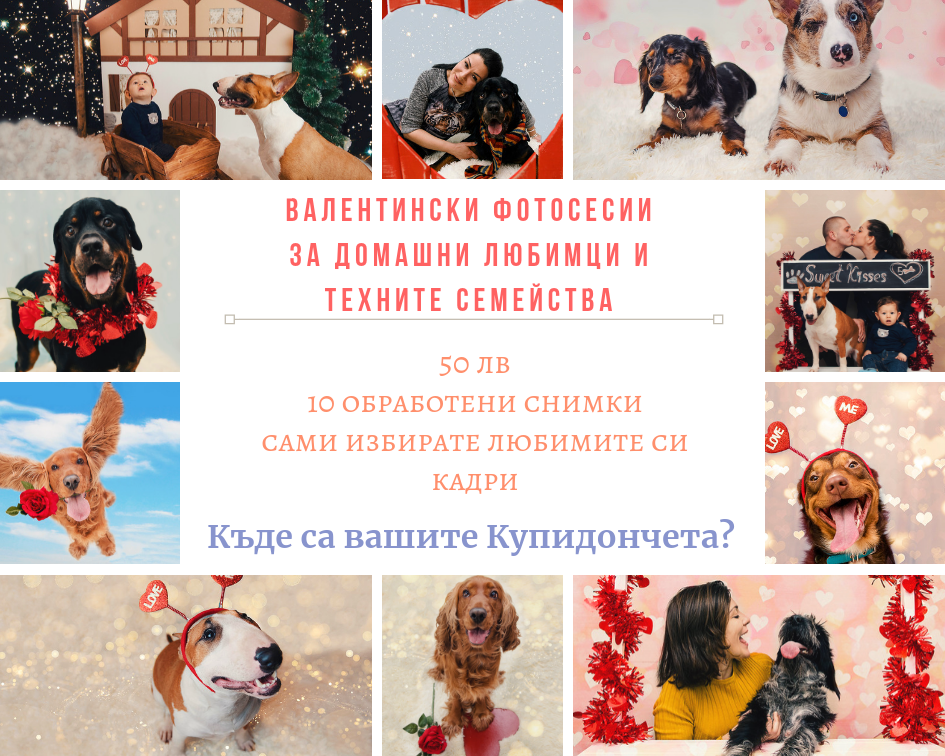 ВАЛЕНТИНСКИ ФОТОСЕСИИ
ЗА ДОМАШНИ ЛЮБИМЦИ И
ТЕХНИТЕ СЕМЕЙСТВА
Sweet Kisses
50 ЛВ
10 ОБРАБОТЕНИ СНИМКИ
САМИ ИЗБИРАТЕ ЛЮБИМИТЕ СИ
КАДРИ
LOVE
ME
Къде са вашите Купидончета?
LOVE